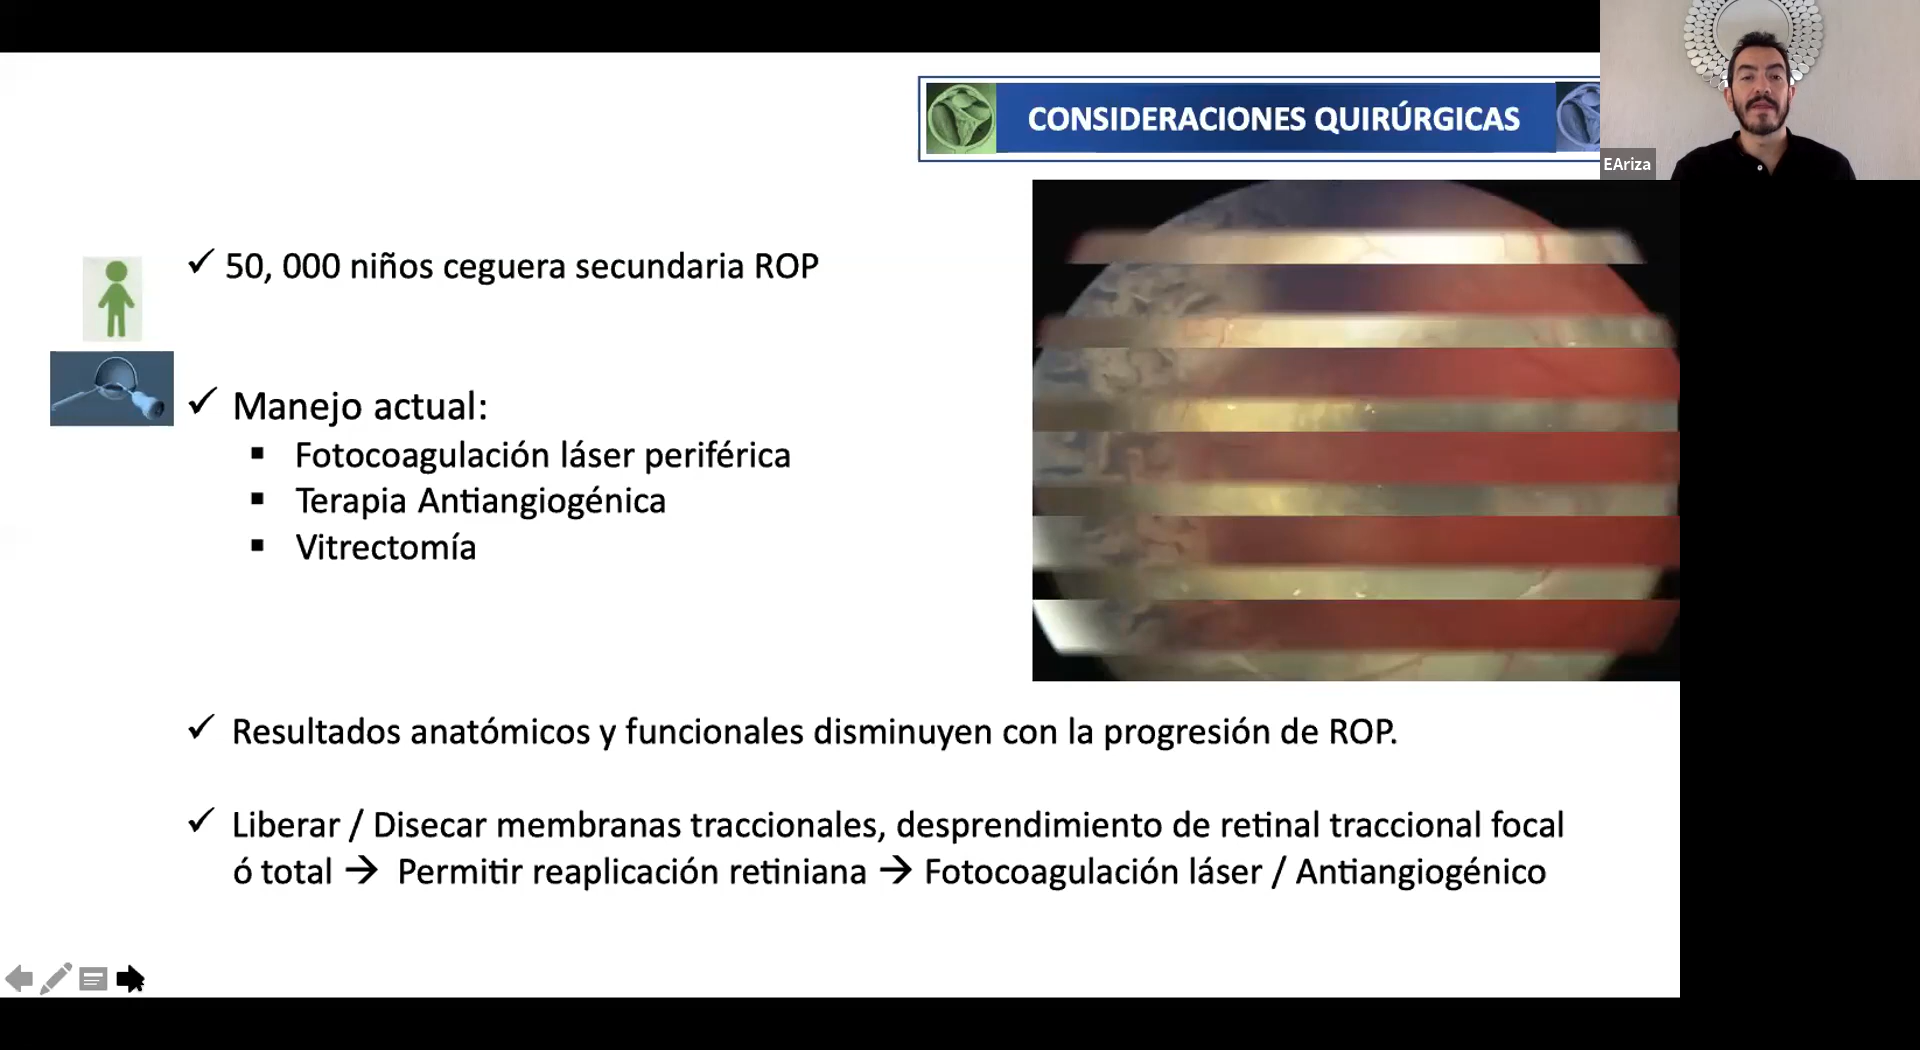 CONSIDERACIONES QUIRÚRGICAS
EAriza
50, 000 niños ceguera secundaria ROP
Manejo actual:
Fotocoagulación láser periférica
Terapia Antiangiogénica
Vitrectomía
Resultados anatómicos y funcionales disminuyen con la progresión de ROP.
Liberar / Disecar membranas traccionales, desprendimiento de retinal traccional focal
ó total → Permitir reaplicación retiniana → Fotocoagulación láser / Antiangiogénico